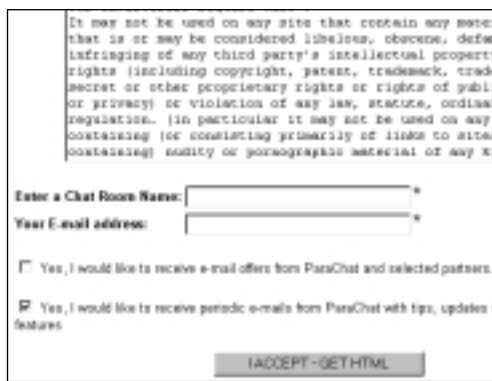 It may not be used on any site that contain any mater
that is or may be considered libelous, obscene, defa
infringing of any third party's intellectual property
rights (including copyright, patent, trademark, trad
secret or other proprietary rights or rights of publi
or privacy) or violation of any law, statute, ordinan
regulation. (in particular it may not be used on any
containing (or consisting primarily of links to sites
containing) nudity or pornographic material of any k
Enter a Chat Room Name: *
Your E-mail address: *
Yes, I would like to receive e-mail offers from ParaChat and selected partners.
Yes, I would like to receive periodic e-mails from ParaChat with tips, updates
features
I ACCEPT - GET HTML